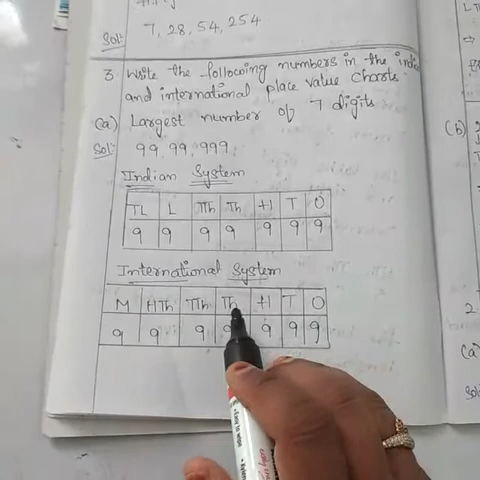 Sol:
7, 28, 54, 254
3. Write the following numbers in the
and international place value charts.
(a) Largest number of 7 digits
Sol: 99,99,999.
Indian System
TL L TTh Th H T O
9 9 9 9 9 9 9
International System
M HTh TTh Th H T O
9 9 9 9 9 9 9
(b)
2
(a)